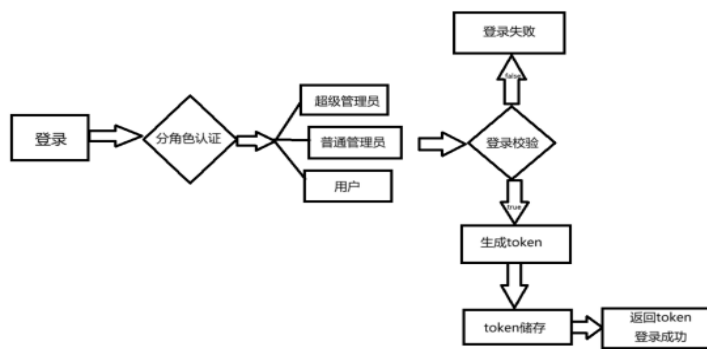 登录
分角色认证
超级管理员
普通管理员
用户
登录校验
false
登录失败
true
生成token
token储存
返回token
登录成功